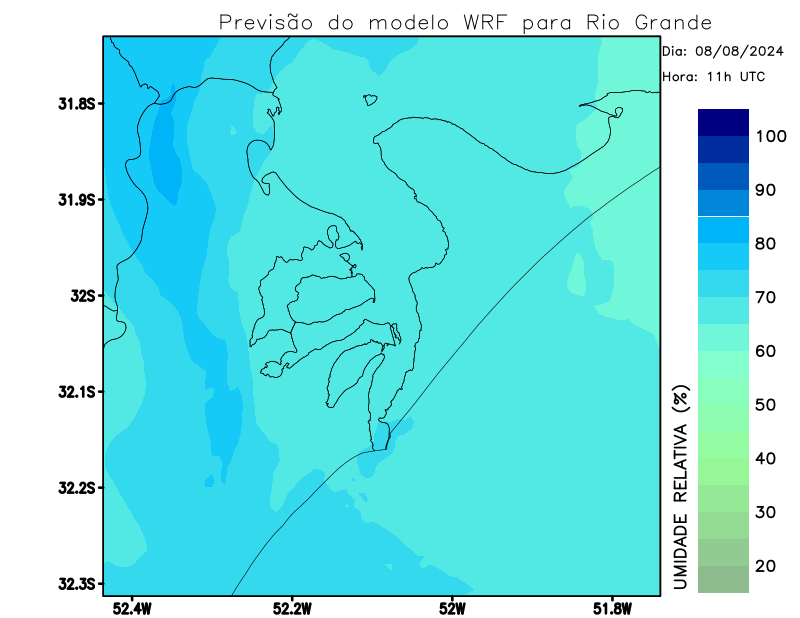 Previsão do modelo WRF para Rio Grande
Dia: 08/08/2024
Hora: 11h UTC
31.8S
31.9S
32S
32.1S
32.2S
32.3S
52.4W
52.2W
52W
51.8W
100
90
80
70
60
50
40
30
20
UMIDADE RELATIVA (%)